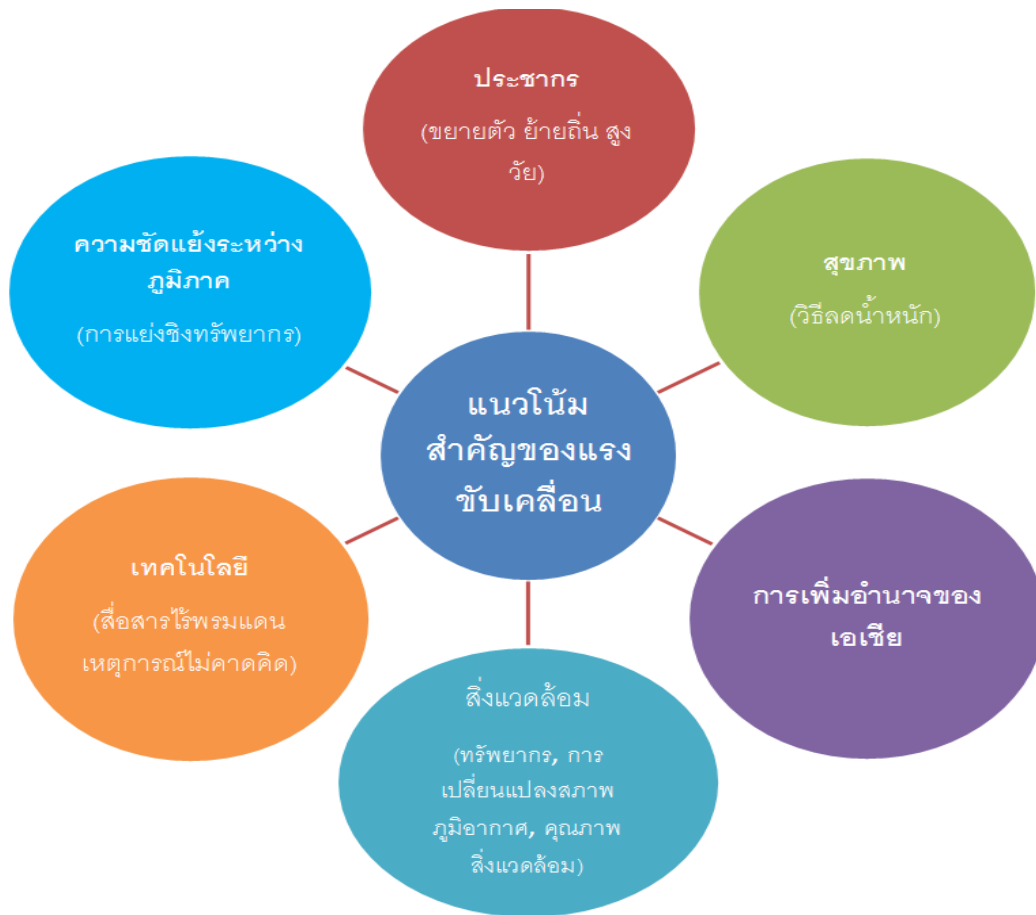 ประชากร
(ขยายตัว ย้ายถิ่น สูง
วัย)
สุขภาพ
(วิธีลดน้ำหนัก)
การเพิ่มอำนาจของ
เอเชีย
สิ่งแวดล้อม
(ทรัพยากร, การ
เปลี่ยนแปลงสภาพ
ภูมิอากาศ, คุณภาพ
สิ่งแวดล้อม)
เทคโนโลยี
(สื่อสารไร้พรมแดน
เหตุการณ์ไม่คาดคิด)
ความขัดแย้งระหว่าง
ภูมิภาค
(การแย่งชิงทรัพยากร)
แนวโน้ม
สำคัญของแรง
ขับเคลื่อน